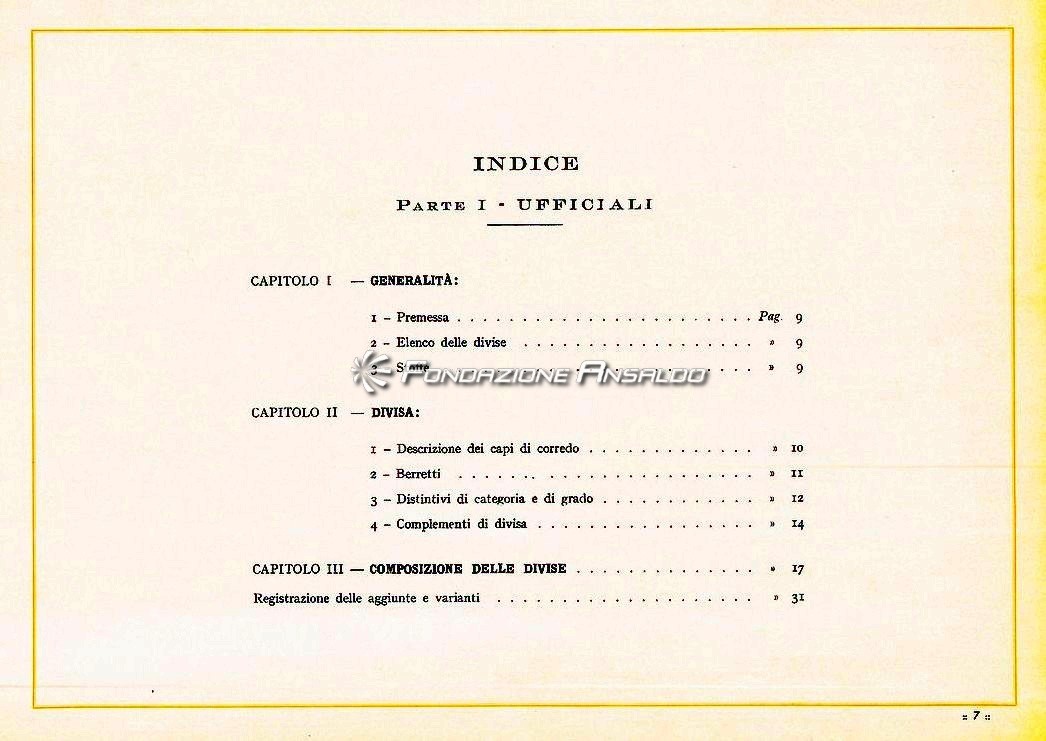 INDICE
PARTE I - UFFICIALI
CAPITOLO I — GENERALITÀ:
1 - Premessa . . . . . . . . . . . . . . . . . . . . . . . Pag. 9
2 - Elenco delle divise . . . . . . . . . . . . . . . . . . » 9
3 - Stoffe . . . . . . . . . . . . . . . . . . » 9
FONDAZIONE ANSALDO
CAPITOLO II — DIVISA:
1 - Descrizione dei capi di corredo . . . . . . . . . . . . . » 10
2 - Berretti . . . . . . . . . . . . . . . . . . . . . . » 11
3 - Distintivi di categoria e di grado . . . . . . . . . . . . » 12
4 - Complementi di divisa . . . . . . . . . . . . . . . . . » 14
CAPITOLO III — COMPOSIZIONE DELLE DIVISE . . . . . . . . . . . . . . » 17
Registrazione delle aggiunte e varianti . . . . . . . . . . . . . . . . . . . . » 31
:: 7 ::